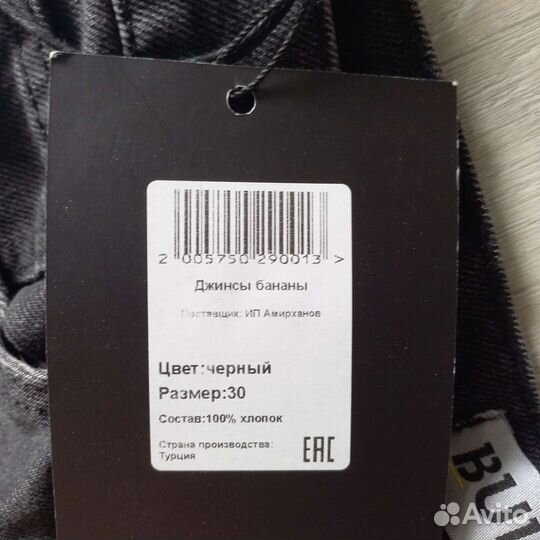 2 005750 290013 >
Джинсы бананы
Поставщик: ИП Амирханов
Цвет:черный
Размер:30
Состав:100% хлопок
Страна производства:
Турция
EAC
Avito